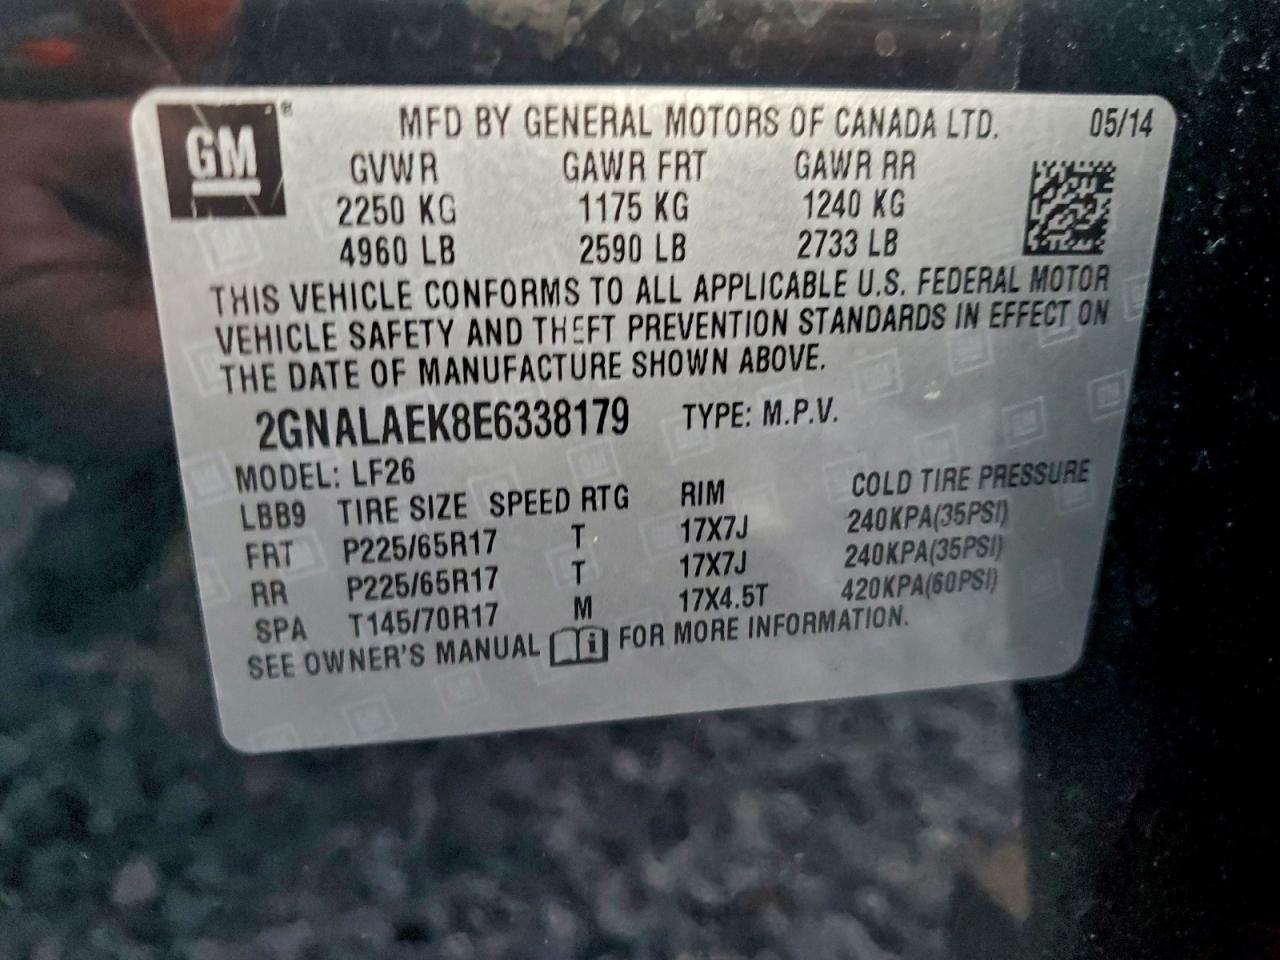 GM® MFD BY GENERAL MOTORS OF CANADA LTD. 05/14
GVWR GAWR FRT GAWR RR
2250 KG 1175 KG 1240 KG
4960 LB 2590 LB 2733 LB
THIS VEHICLE CONFORMS TO ALL APPLICABLE U.S. FEDERAL MOTOR
VEHICLE SAFETY AND THEFT PREVENTION STANDARDS IN EFFECT ON
THE DATE OF MANUFACTURE SHOWN ABOVE.
2GNALAEK8E6338179 TYPE: M.P.V.
MODEL: LF26
LBB9 TIRE SIZE SPEED RTG RIM COLD TIRE PRESSURE
FRT P225/65R17 T 17X7J 240KPA(35PSI)
RR P225/65R17 T 17X7J 240KPA(35PSI)
SPA T145/70R17 M 17X4.5T 420KPA(60PSI)
SEE OWNER'S MANUAL i FOR MORE INFORMATION.